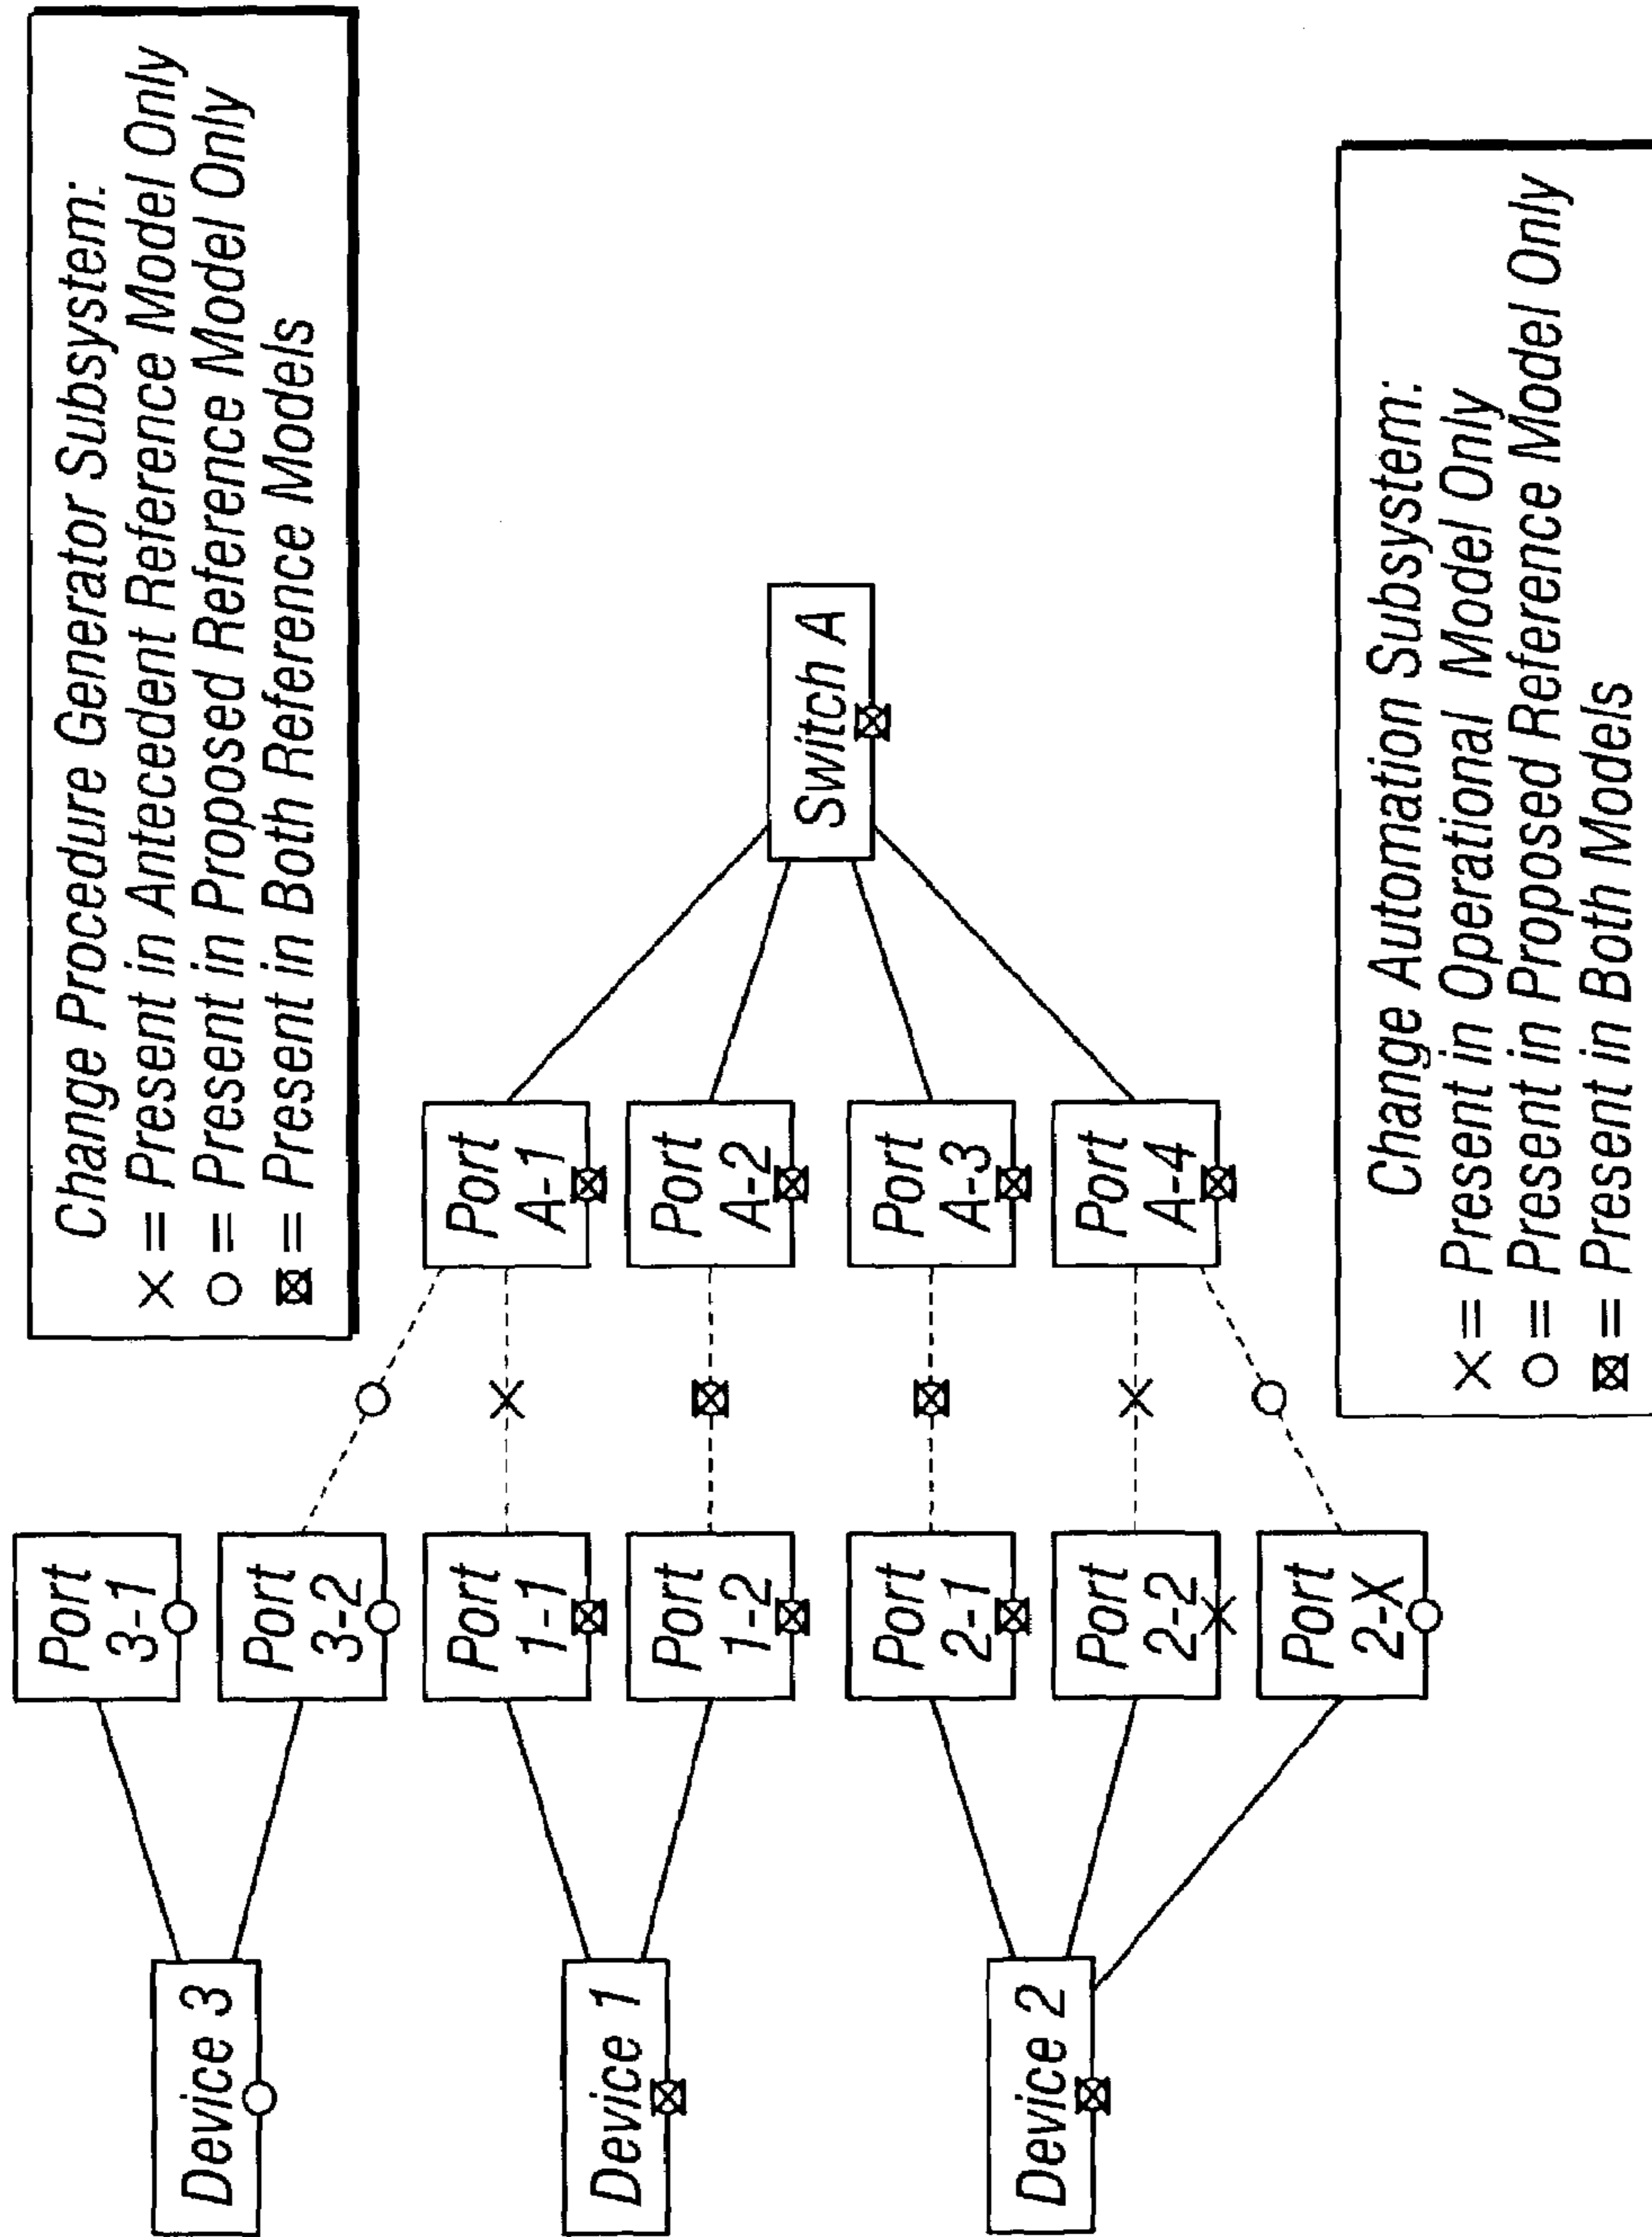 Change Procedure Generator Subsystem:
X = Present in Antecedent Reference Model Only
O = Present in Proposed Reference Model Only
⊠ = Present in Both Reference Models
Port
3-1
Device 3
Port
3-2
Port
1-1
Port
A-1
Device 1
Port
1-2
Port
A-2
Switch A
Port
2-1
Port
A-3
Device 2
Port
2-2
Port
A-4
Port
2-X
Change Automation Subsystem:
X = Present in Operational Model Only
O = Present in Proposed Reference Model Only
⊠ = Present in Both Models